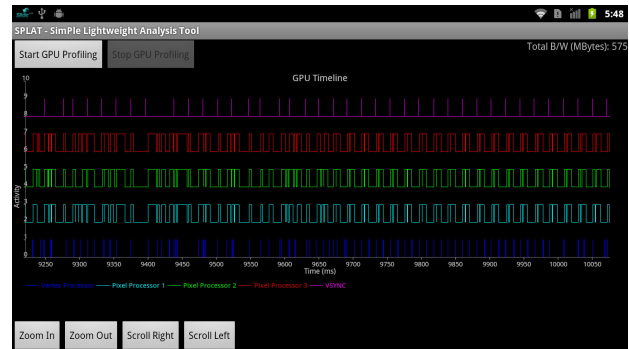 5:48
SPLAT - SimPle Lightweight Analysis Tool
Start GPU Profiling Stop GPU Profiling Total B/W (MBytes): 575
GPU Timeline
10
9
8
7
6
5
4
3
2
1
0
Activity
9250 9300 9350 9400 9450 9500 9550 9600 9650 9700 9750 9800 9850 9900 9950 10000 10050
Time (ms)
Vertex Processor Pixel Processor 1 Pixel Processor 2 Pixel Processor 3 VSYNC
Zoom In Zoom Out Scroll Right Scroll Left